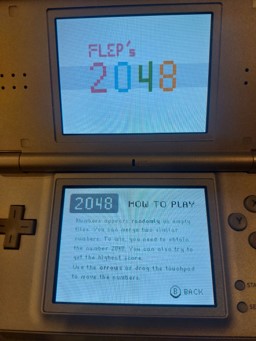 FLEP's
2048
2048 HOW TO PLAY
Numbers appears randomly on empty
tiles. You can merge two similar
numbers. To win, you need to obtain
the number 2048. You can also try to
get the highest score.
Use the arrows or drag the touchpad
to move the numbers.
B BACK
Y